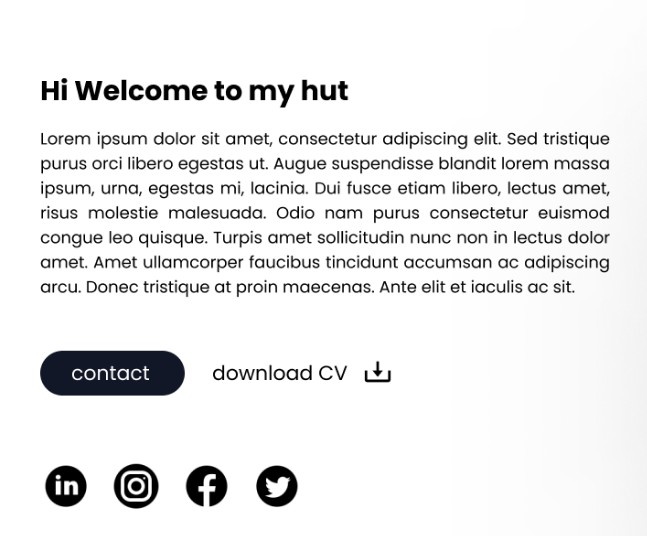 Hi Welcome to my hut
Lorem ipsum dolor sit amet, consectetur adipiscing elit. Sed tristique
purus orci libero egestas ut. Augue suspendisse blandit lorem massa
ipsum, urna, egestas mi, lacinia. Dui fusce etiam libero, lectus amet,
risus molestie malesuada. Odio nam purus consectetur euismod
congue leo quisque. Turpis amet sollicitudin nunc non in lectus dolor
amet. Amet ullamcorper faucibus tincidunt accumsan ac adipiscing
arcu. Donec tristique at proin maecenas. Ante elit et iaculis ac sit.
contact
download CV
in